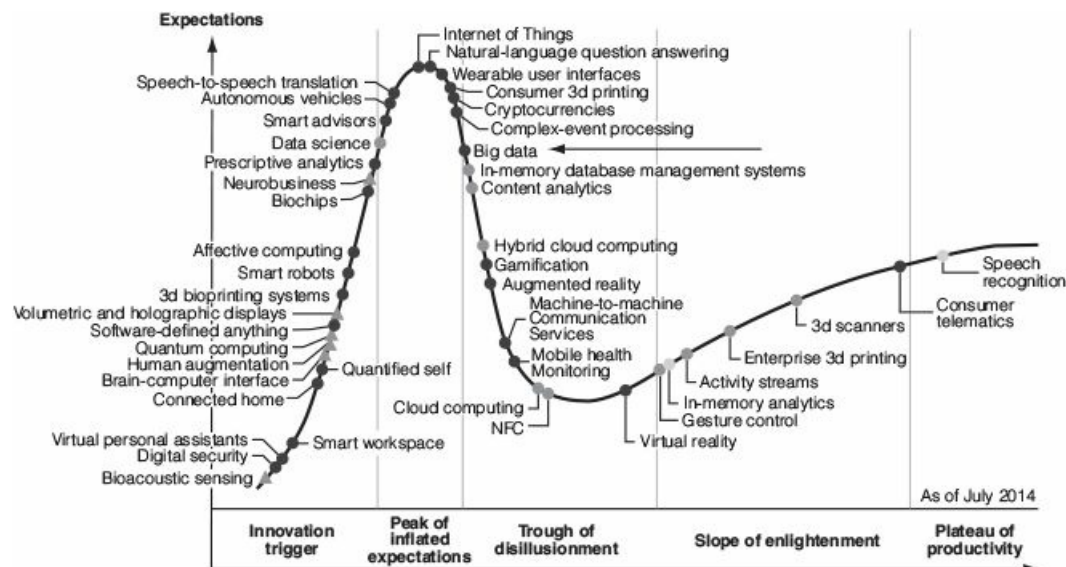 Expectations
Internet of Things
Natural-language question answering
Wearable user interfaces
Speech-to-speech translation
Consumer 3d printing
Autonomous vehicles
Cryptocurrencies
Smart advisors
Complex-event processing
Data science
Big data
Prescriptive analytics
In-memory database management systems
Neurobusiness
Content analytics
Biochips
Affective computing
Hybrid cloud computing
Smart robots
Gamification
3d bioprinting systems
Augmented reality
Volumetric and holographic displays
Machine-to-machine
Communication
Services
Software-defined anything
Quantum computing
Human augmentation
Mobile health
Monitoring
Brain-computer interface
Quantified self
Connected home
Cloud computing
NFC
Virtual personal assistants
Smart workspace
Digital security
Bioacoustic sensing
Virtual reality
Gesture control
In-memory analytics
Activity streams
Enterprise 3d printing
3d scanners
Consumer
telematics
Speech
recognition
As of July 2014
Innovation
trigger
Peak of
inflated
expectations
Trough of
disillusionment
Slope of enlightenment
Plateau of
productivity